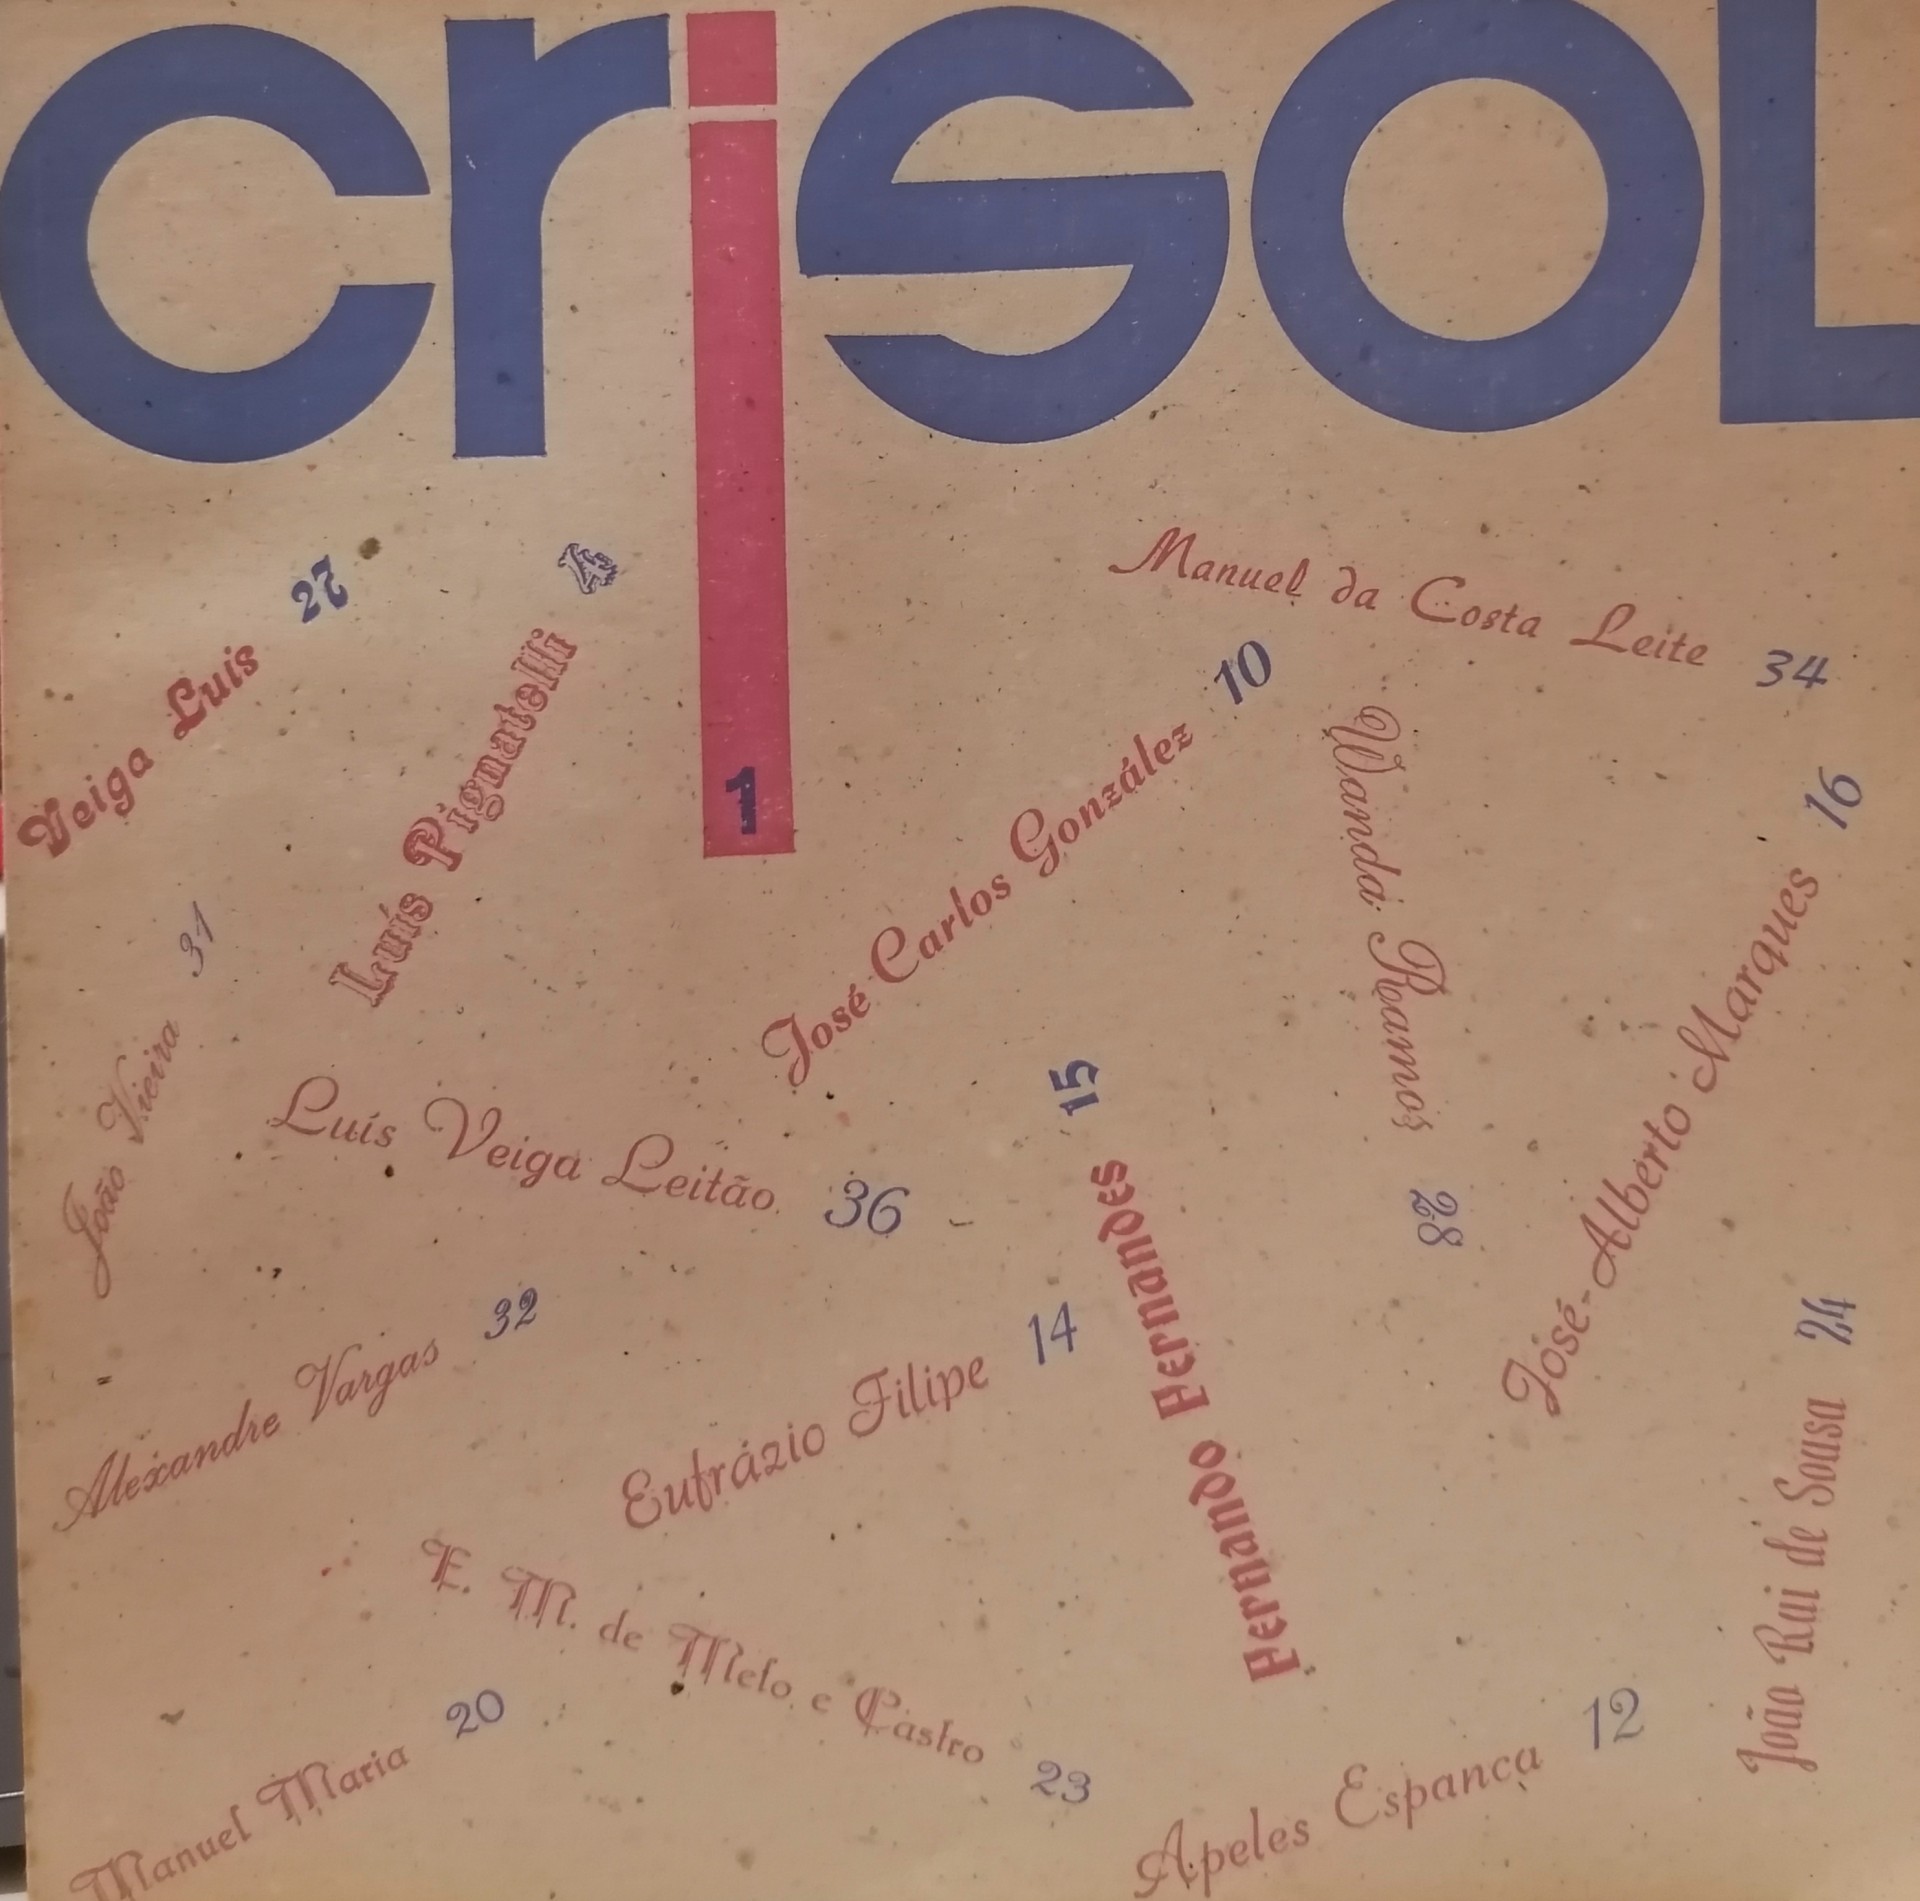 crisol
1
Veiga Luís 27
Luís Pignatelli 4
Manuel da Costa Leite 34
José Carlos González 10
Wanda Ramos 28
José-Alberto Marques 16
João Vieira 31
Luís Veiga Leitão 36
Fernando Fernandes 15
Alexandre Vargas 32
Eufrázio Filipe 14
João Rui de Sousa 24
E. M. de Melo e Castro 23
Manuel Maria 20
Apeles Espanca 12